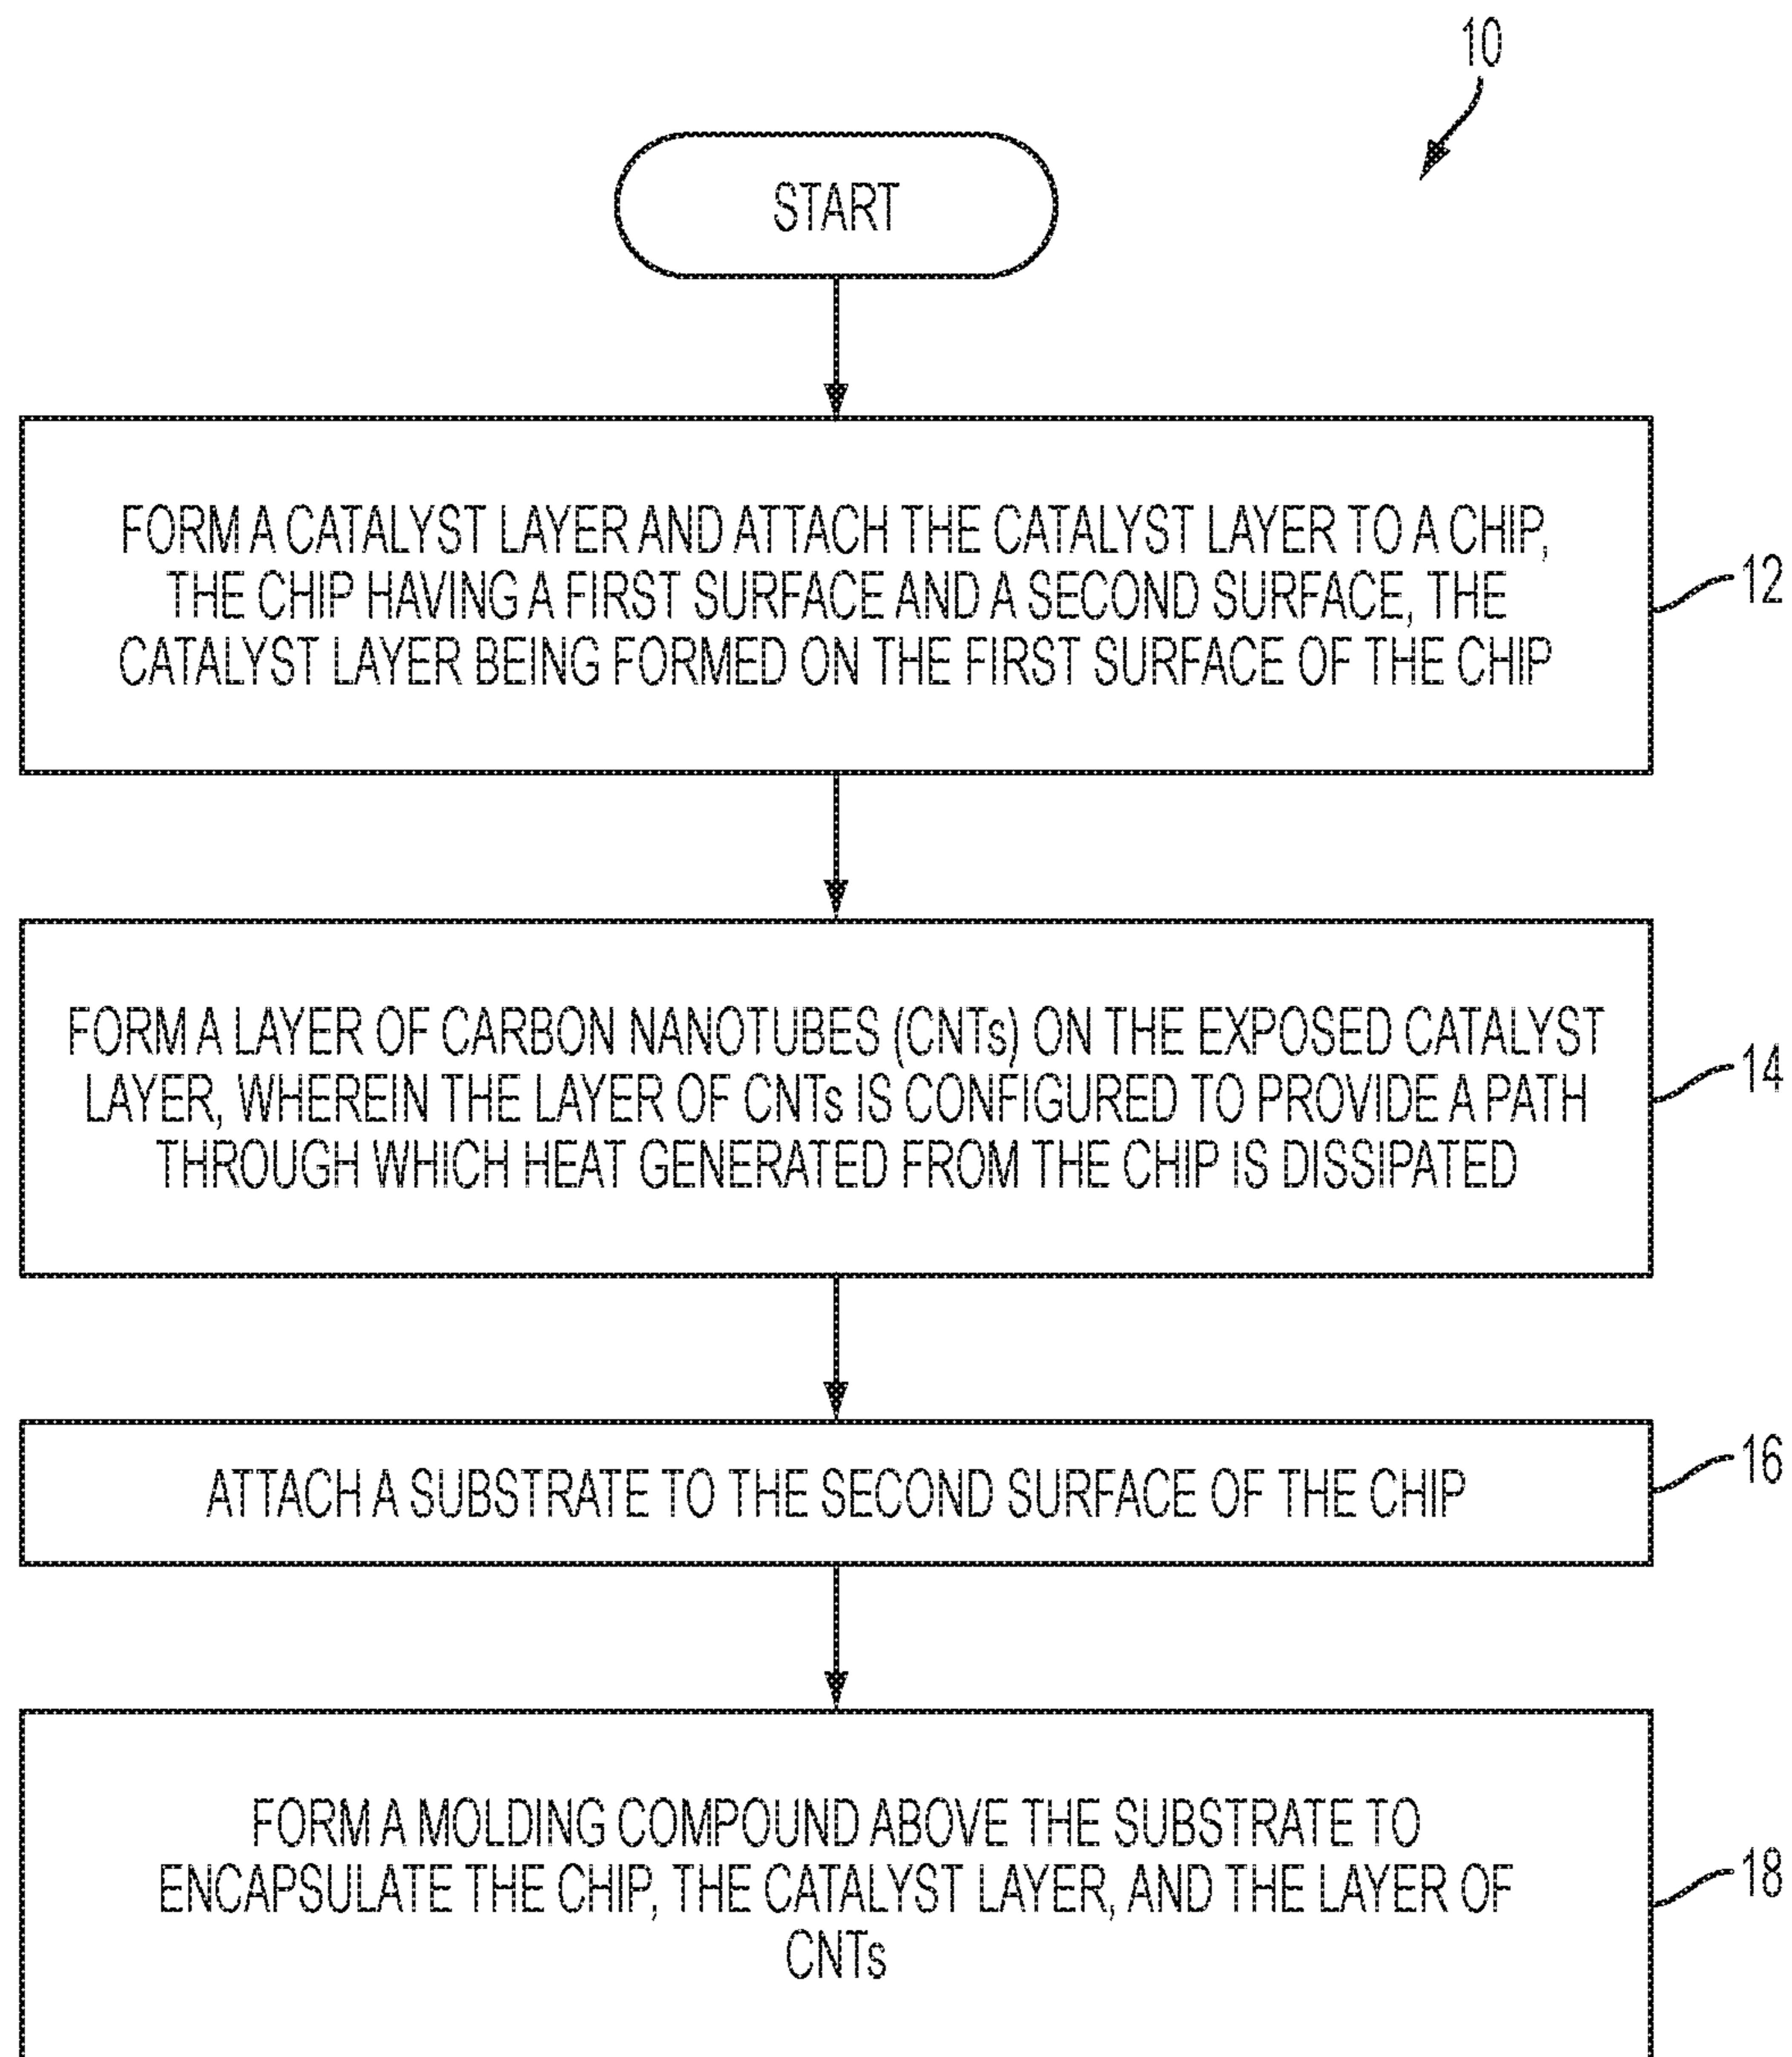 10
START
FORM A CATALYST LAYER AND ATTACH THE CATALYST LAYER TO A CHIP,
THE CHIP HAVING A FIRST SURFACE AND A SECOND SURFACE, THE
CATALYST LAYER BEING FORMED ON THE FIRST SURFACE OF THE CHIP
12
FORM A LAYER OF CARBON NANOTUBES (CNTs) ON THE EXPOSED CATALYST
LAYER, WHEREIN THE LAYER OF CNTs IS CONFIGURED TO PROVIDE A PATH
THROUGH WHICH HEAT GENERATED FROM THE CHIP IS DISSIPATED
14
ATTACH A SUBSTRATE TO THE SECOND SURFACE OF THE CHIP
16
FORM A MOLDING COMPOUND ABOVE THE SUBSTRATE TO
ENCAPSULATE THE CHIP, THE CATALYST LAYER, AND THE LAYER OF
CNTs
18